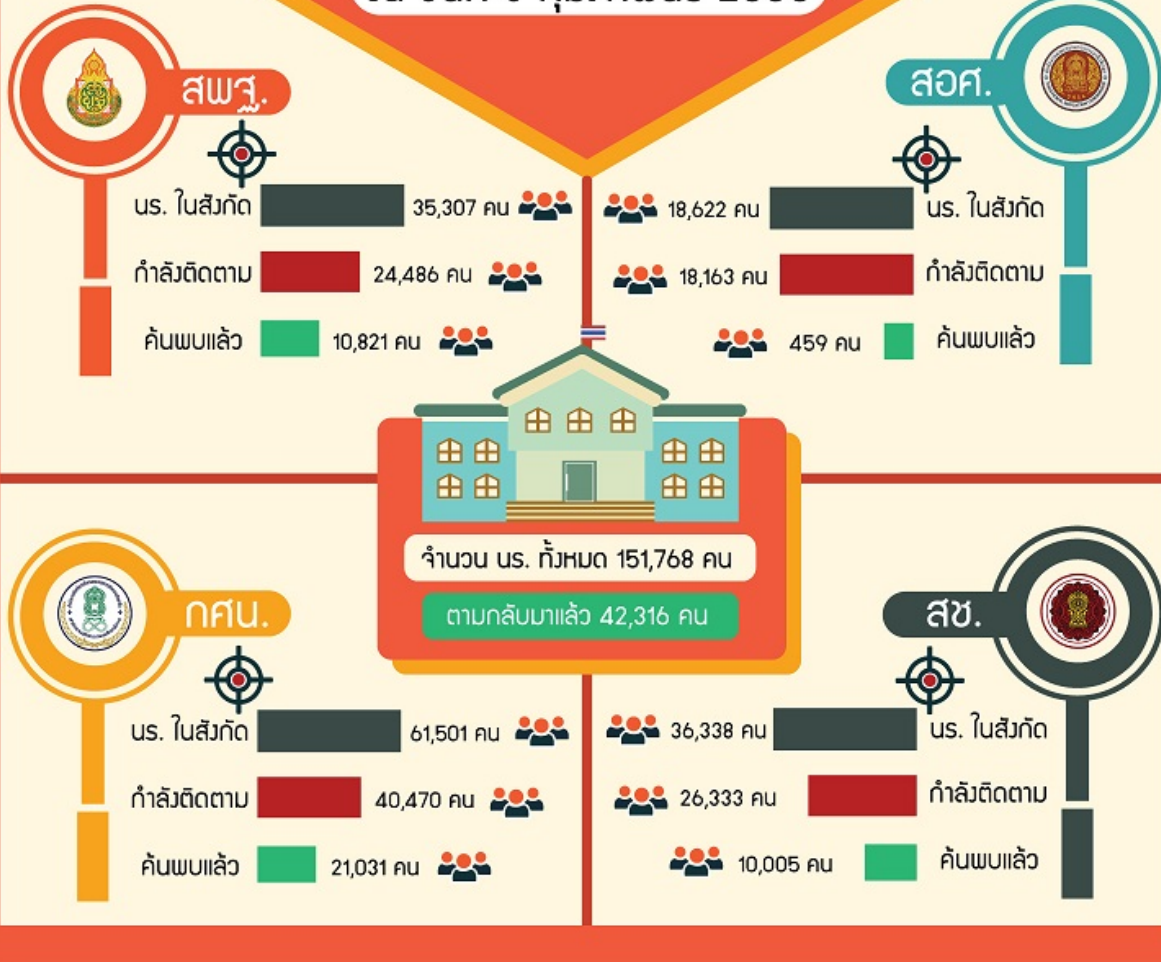 สพฐ.
นร. ในสังกัด 35,307 คน
กำลังติดตาม 24,486 คน
ค้นพบแล้ว 10,821 คน
สอศ.
18,622 คน นร. ในสังกัด
18,163 คน กำลังติดตาม
459 คน ค้นพบแล้ว
จำนวน นร. ทั้งหมด 151,768 คน
ตามกลับมาแล้ว 42,316 คน
กศน.
นร. ในสังกัด 61,501 คน
กำลังติดตาม 40,470 คน
ค้นพบแล้ว 21,031 คน
สช.
36,338 คน นร. ในสังกัด
26,333 คน กำลังติดตาม
10,005 คน ค้นพบแล้ว